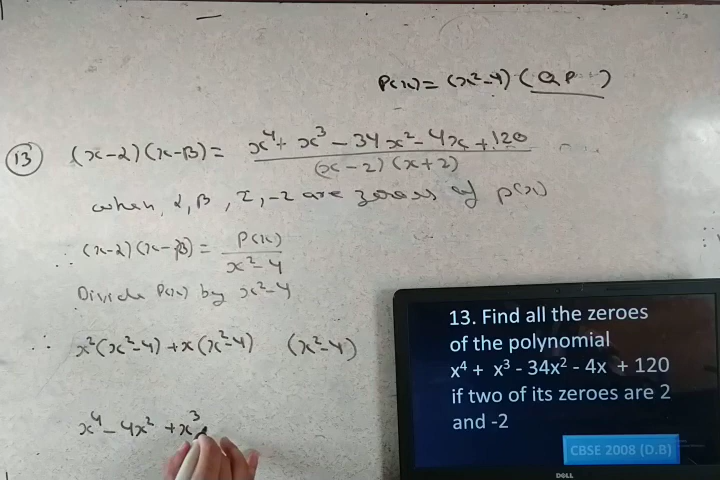 P(x) = (x²-4) (Q P )
(13) (x-α)(x-β) = x⁴ + x³ - 34x² - 4x + 120
(x-2)(x+2)
when, α, β, 2, -2 are zeroes of p(x)
∴ (x-α)(x-β) = P(x)
x²-4
Divide P(x) by x²-4
∴ x²(x²-4) + x(x²-4) (x²-4)
x⁴ - 4x² + x³
13. Find all the zeroes
of the polynomial
x⁴ + x³ - 34x² - 4x + 120
if two of its zeroes are 2
and -2
CBSE 2008 (D.B)
DELL